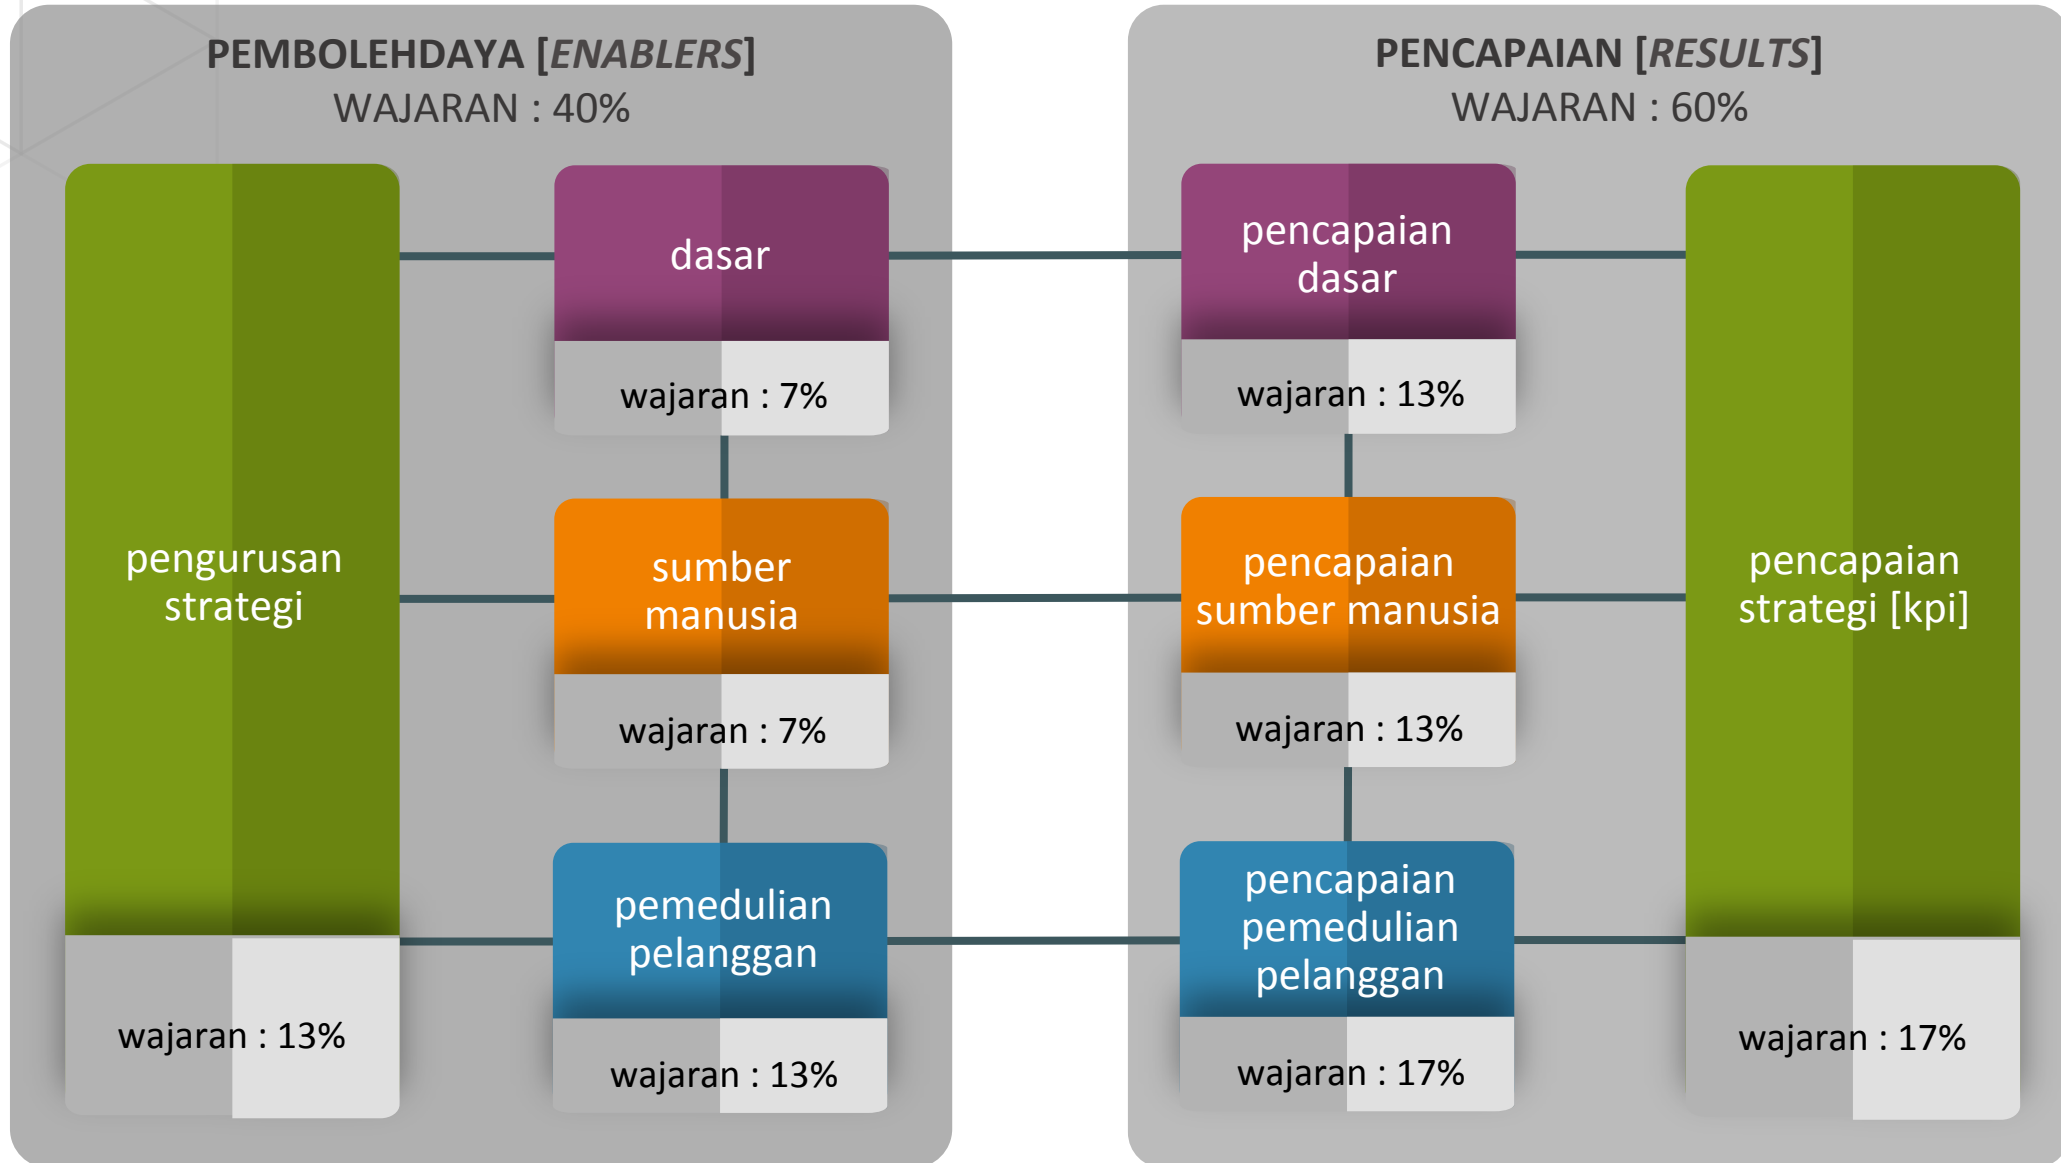 PEMBOLEHDAYA [ENABLERS]
WAJARAN : 40%
pengurusan
strategi
wajaran : 13%
dasar
wajaran : 7%
sumber
manusia
wajaran : 7%
pemedulian
pelanggan
wajaran : 13%
PENCAPAIAN [RESULTS]
WAJARAN : 60%
pencapaian
dasar
wajaran : 13%
pencapaian
sumber manusia
wajaran : 13%
pencapaian
pemedulian
pelanggan
wajaran : 17%
pencapaian
strategi [kpi]
wajaran : 17%